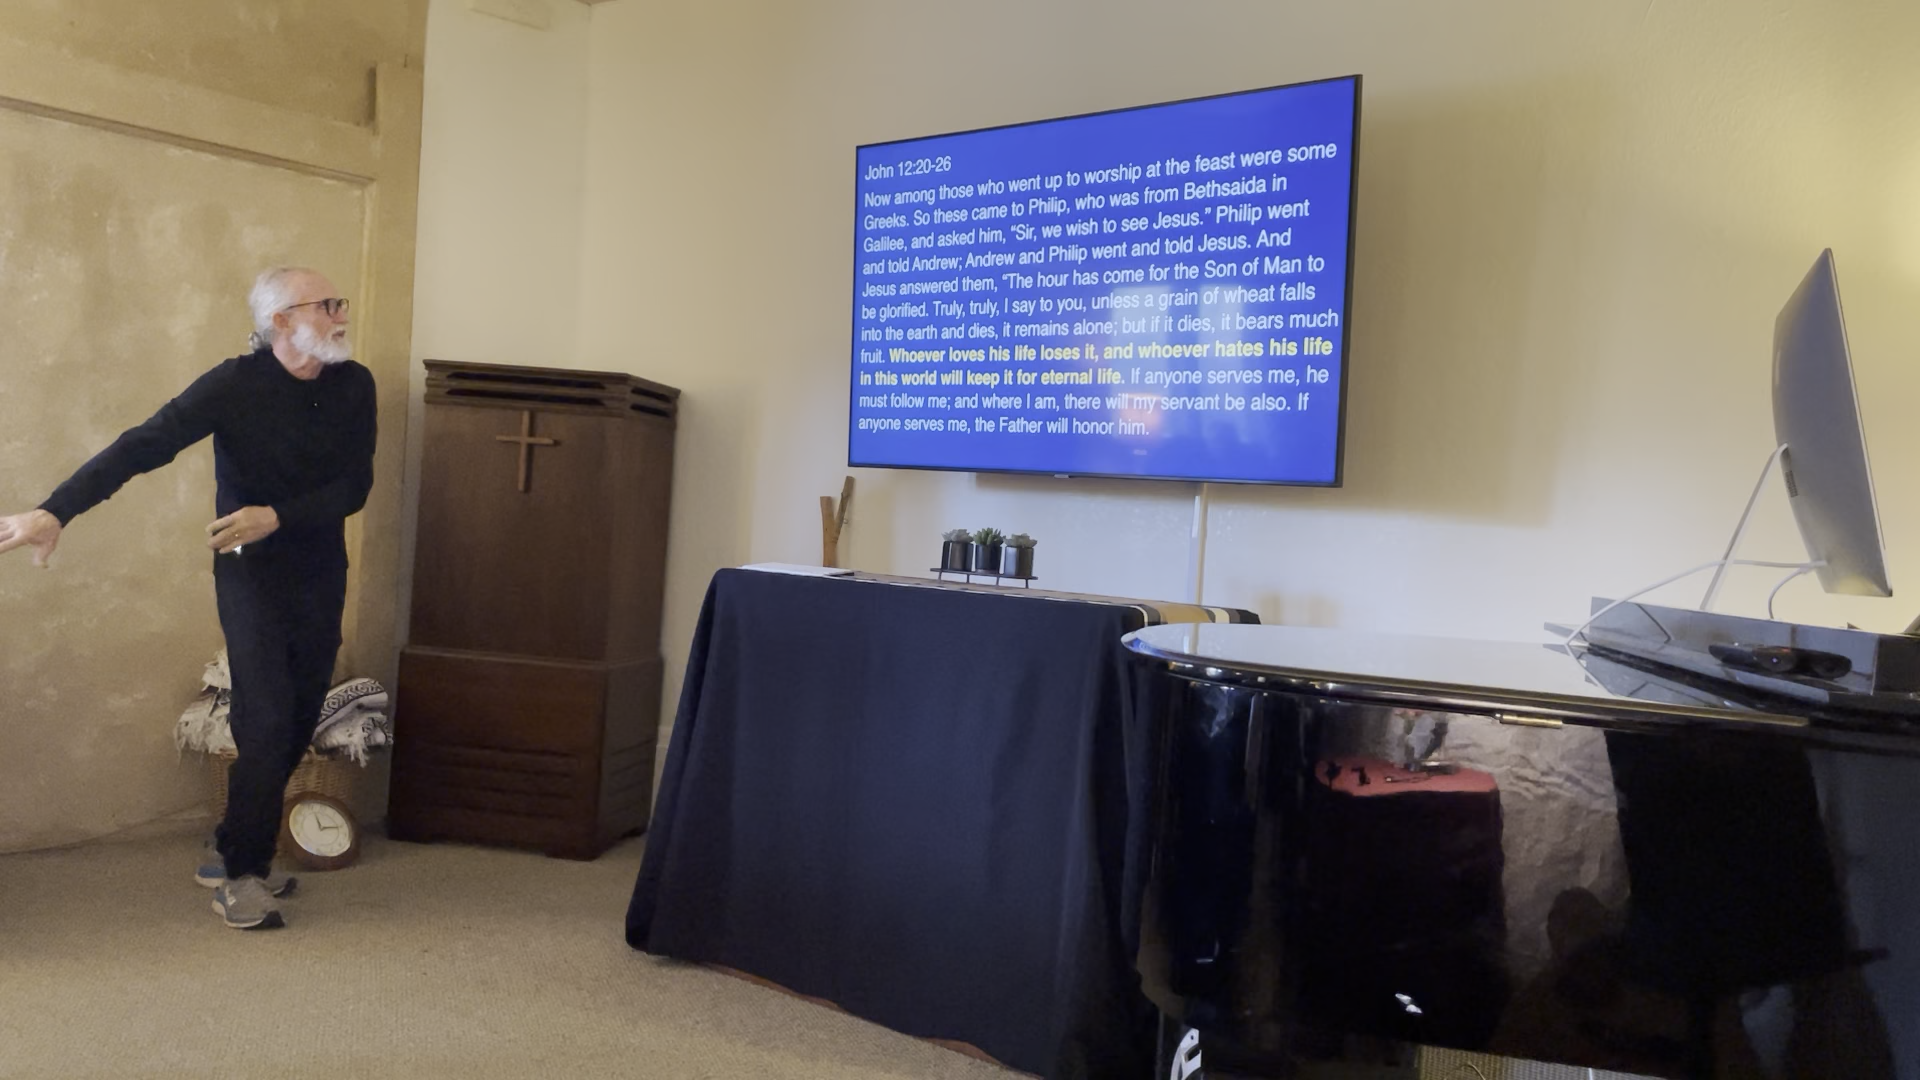 John 12:20-26
Now among those who went up to worship at the feast were some
Greeks. So these came to Philip, who was from Bethsaida in
Galilee, and asked him, “Sir, we wish to see Jesus.” Philip went
and told Andrew; Andrew and Philip went and told Jesus. And
Jesus answered them, “The hour has come for the Son of Man to
be glorified. Truly, truly, I say to you, unless a grain of wheat falls
into the earth and dies, it remains alone; but if it dies, it bears much
fruit. Whoever loves his life loses it, and whoever hates his life
in this world will keep it for eternal life. If anyone serves me, he
must follow me; and where I am, there will my servant be also. If
anyone serves me, the Father will honor him.